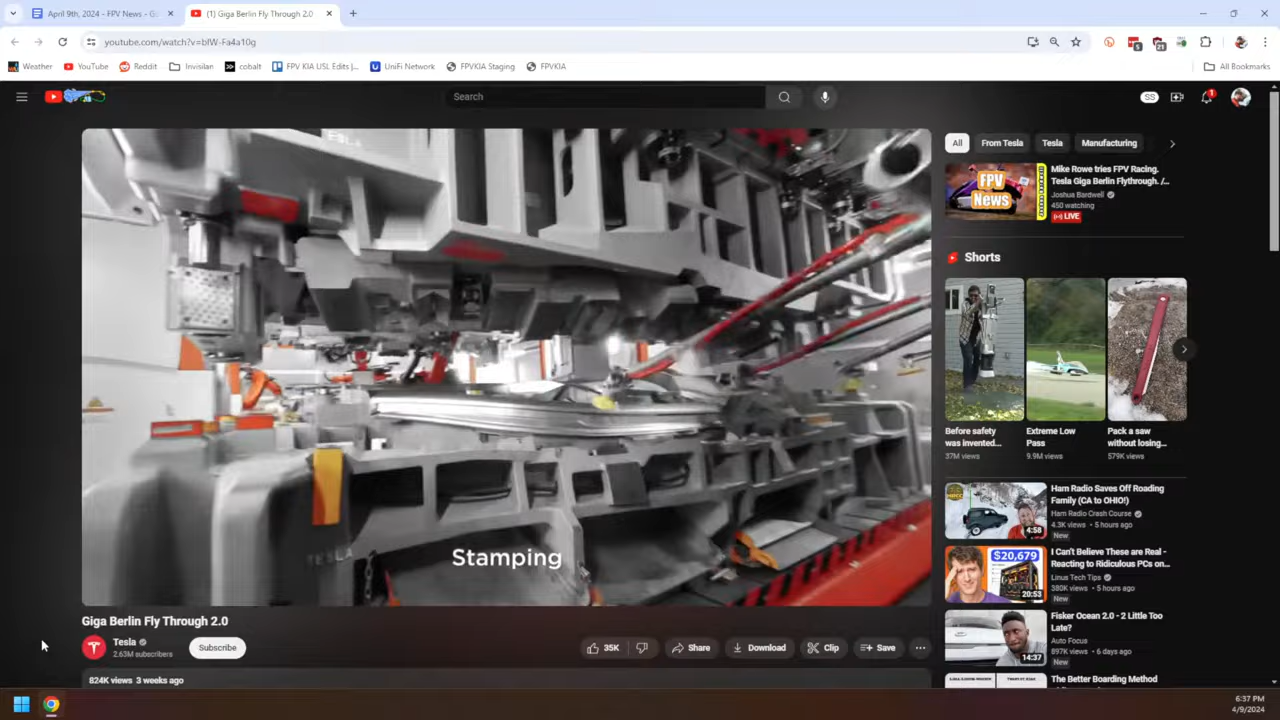 April 9th, 2024 - FPV News - Go
(1) Giga Berlin Fly Through 2.0
youtube.com/watch?v=bIW-Fa4a10g
5
21
Weather
YouTube
Reddit
Invisilan
cobalt
FPV KIA USL Edits |...
UniFi Network
FPVKIA Staging
FPVKIA
All Bookmarks
Search
SS
1
All
From Tesla
Tesla
Manufacturing
FPV
News
Mike Rowe tries FPV Racing.
Tesla Giga Berlin Flythrough. /...
Joshua Bardwell
450 watching
LIVE
Shorts
Before safety
was invented...
37M views
Extreme Low
Pass
9.9M views
Pack a saw
without losing...
579K views
4:58
Ham Radio Saves Off Roading
Family (CA to OHIO!)
Ham Radio Crash Course
4.3K views • 5 hours ago
New
$20,679
20:53
I Can't Believe These are Real -
Reacting to Ridiculous PCs on...
Linus Tech Tips
380K views • 5 hours ago
New
14:37
Fisker Ocean 2.0 - 2 Little Too
Late?
Auto Focus
897K views • 6 days ago
New
The Better Boarding Method
TESLA
Stamping
Giga Berlin Fly Through 2.0
Tesla
2.63M subscribers
Subscribe
35K
Share
Download
Clip
Save
824K views 3 weeks ago
6:37 PM
4/9/2024